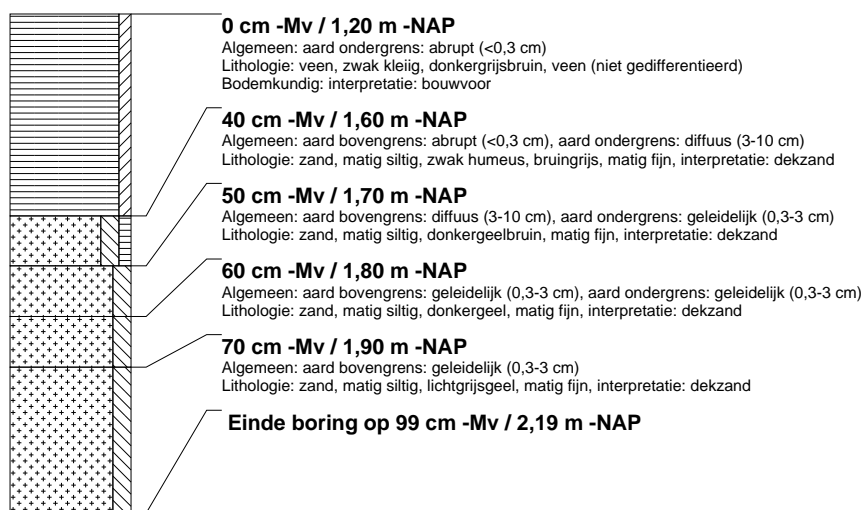 0 cm -Mv / 1,20 m -NAP
Algemeen: aard ondergrens: abrupt (<0,3 cm)
Lithologie: veen, zwak kleiig, donkergrijsbruin, veen (niet gedifferentieerd)
Bodemkundig: interpretatie: bouwvoor
40 cm -Mv / 1,60 m -NAP
Algemeen: aard bovengrens: abrupt (<0,3 cm), aard ondergrens: diffuus (3-10 cm)
Lithologie: zand, matig siltig, zwak humeus, bruingrijs, matig fijn, interpretatie: dekzand
50 cm -Mv / 1,70 m -NAP
Algemeen: aard bovengrens: diffuus (3-10 cm), aard ondergrens: geleidelijk (0,3-3 cm)
Lithologie: zand, matig siltig, donkergeelbruin, matig fijn, interpretatie: dekzand
60 cm -Mv / 1,80 m -NAP
Algemeen: aard bovengrens: geleidelijk (0,3-3 cm), aard ondergrens: geleidelijk (0,3-3 cm)
Lithologie: zand, matig siltig, donkergeel, matig fijn, interpretatie: dekzand
70 cm -Mv / 1,90 m -NAP
Algemeen: aard bovengrens: geleidelijk (0,3-3 cm)
Lithologie: zand, matig siltig, lichtgrijsgeel, matig fijn, interpretatie: dekzand
Einde boring op 99 cm -Mv / 2,19 m -NAP